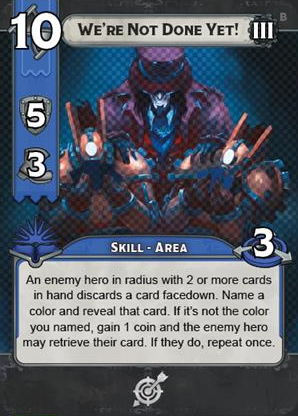 10
WE'RE NOT DONE YET!
III
B
5
3
SKILL - AREA
3
An enemy hero in radius with 2 or more cards
in hand discards a card facedown. Name a
color and reveal that card. If it's not the color
you named, gain 1 coin and the enemy hero
may retrieve their card. If they do, repeat once.